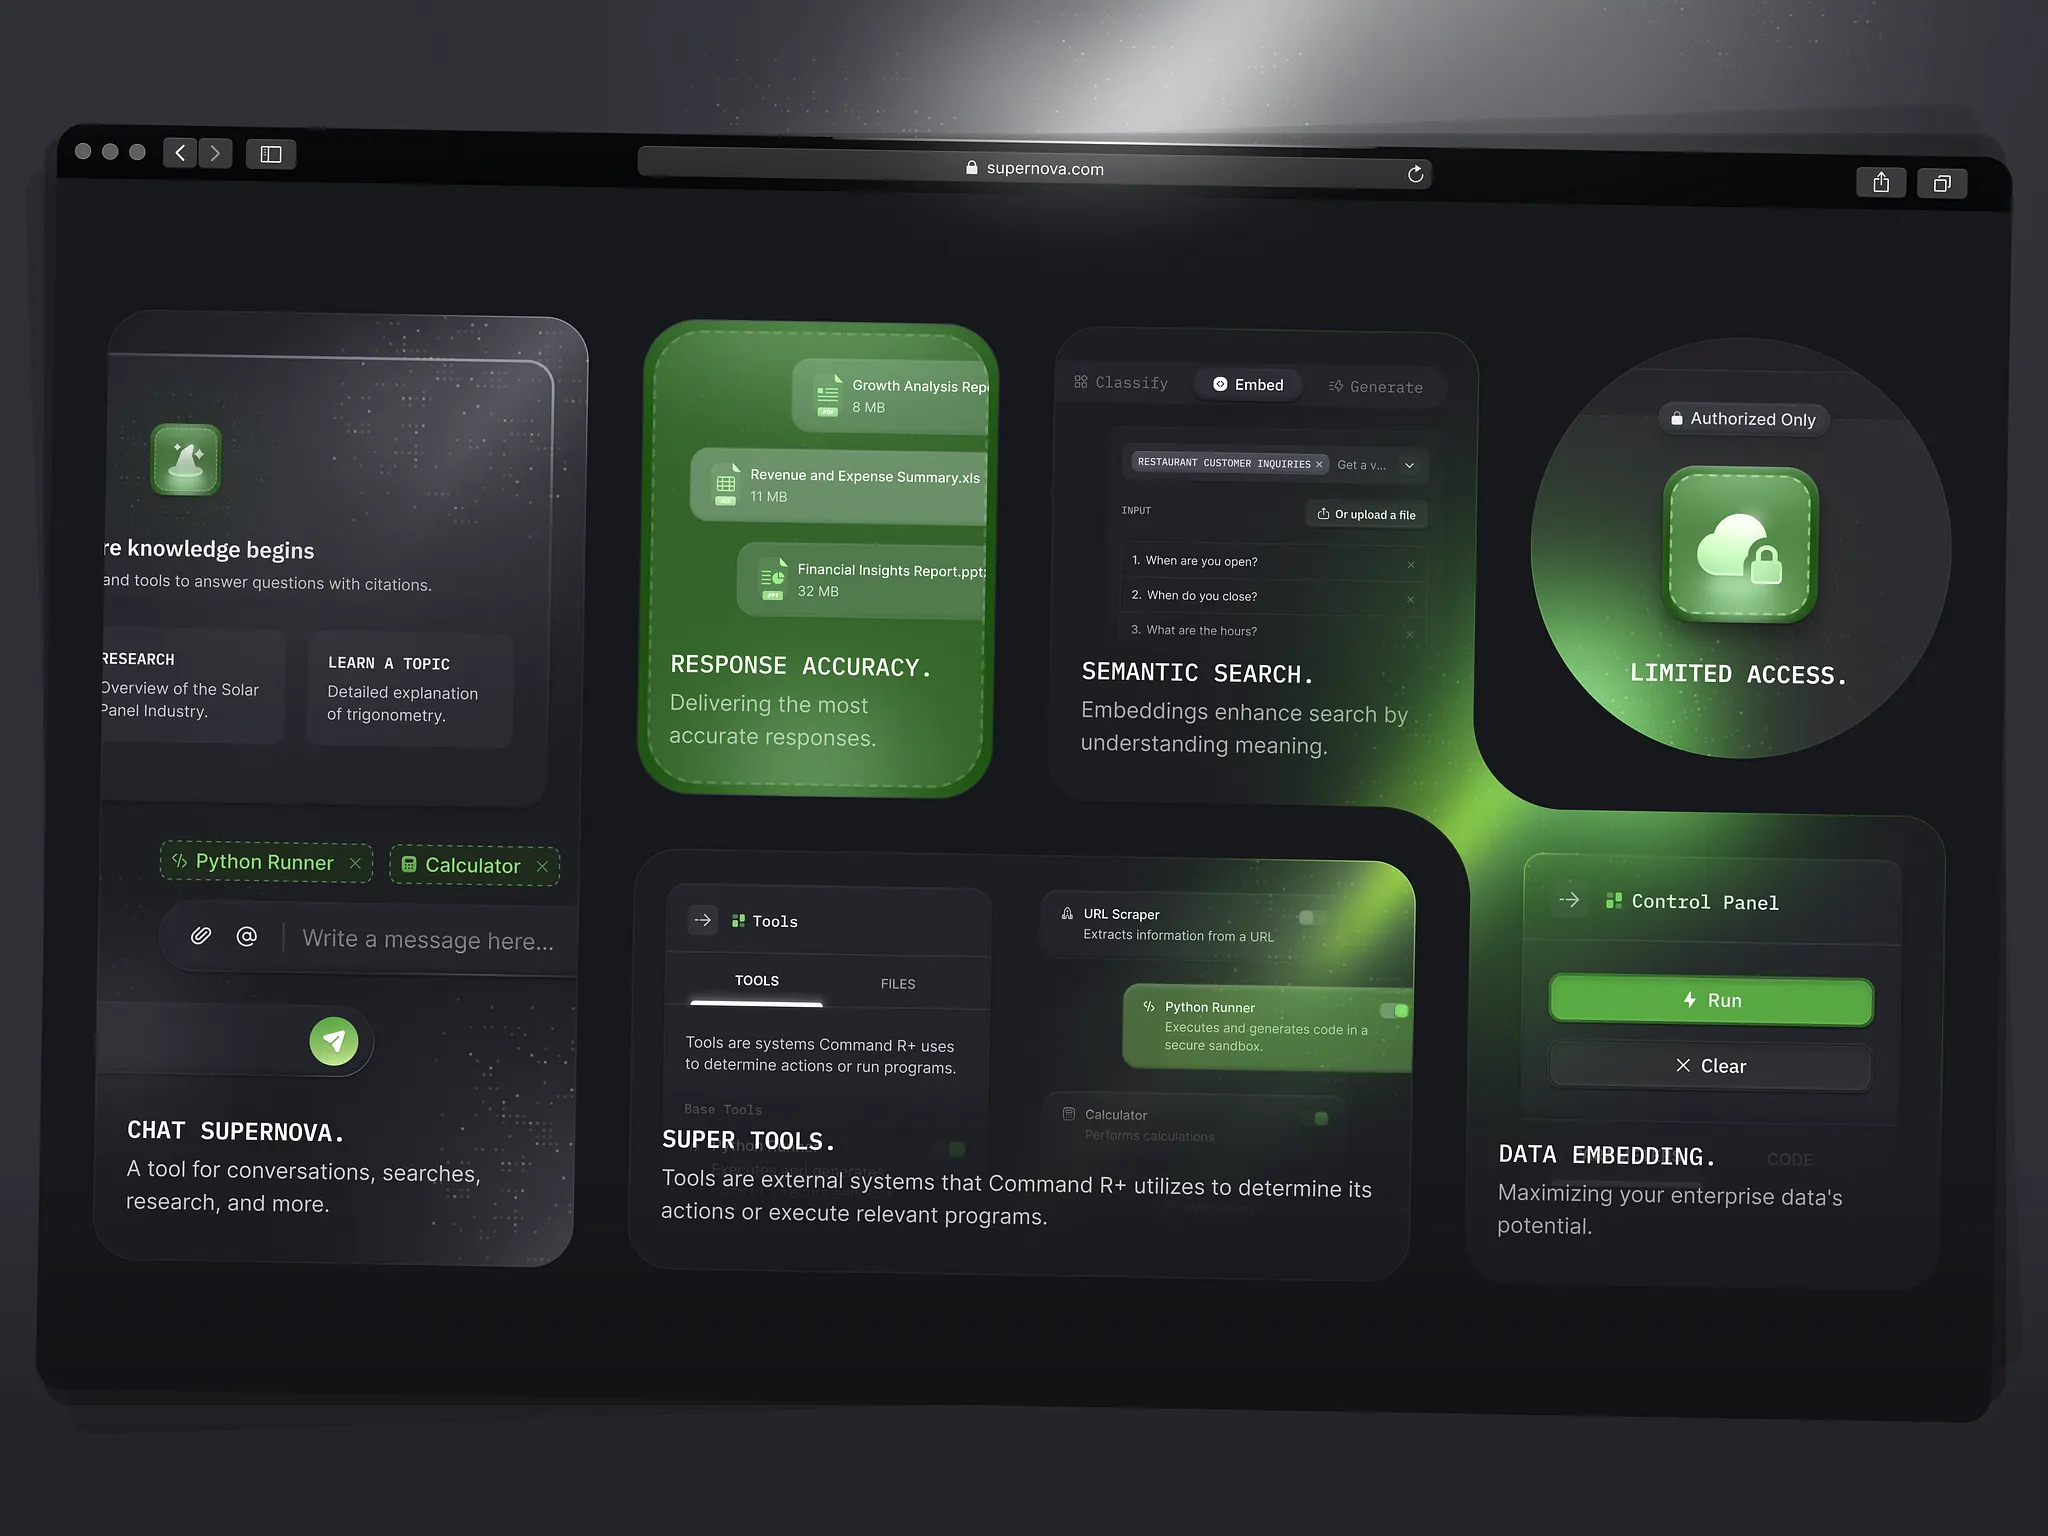 supernova.com
re knowledge begins
and tools to answer questions with citations.
RESEARCH
Overview of the Solar
Panel Industry.
LEARN A TOPIC
Detailed explanation
of trigonometry.
Python Runner
Calculator
Write a message here...
CHAT SUPERNOVA.
A tool for conversations, searches,
research, and more.
Growth Analysis Rep
8 MB
Revenue and Expense Summary.xls
11 MB
Financial Insights Report.ppt
32 MB
RESPONSE ACCURACY.
Delivering the most
accurate responses.
Classify
Embed
Generate
RESTAURANT CUSTOMER INQUIRIES
Get a v...
INPUT
Or upload a file
1. When are you open?
2. When do you close?
3. What are the hours?
SEMANTIC SEARCH.
Embeddings enhance search by
understanding meaning.
Authorized Only
LIMITED ACCESS.
Tools
TOOLS
FILES
Tools are systems Command R+ uses
to determine actions or run programs.
Base Tools
Python Runner
Executes and generates
URL Scraper
Extracts information from a URL
Python Runner
Executes and generates code in a
secure sandbox.
Calculator
Performs calculations
SUPER TOOLS.
Tools are external systems that Command R+ utilizes to determine its
actions or execute relevant programs.
Control Panel
Run
Clear
CODE
DATA EMBEDDING.
Maximizing your enterprise data's
potential.